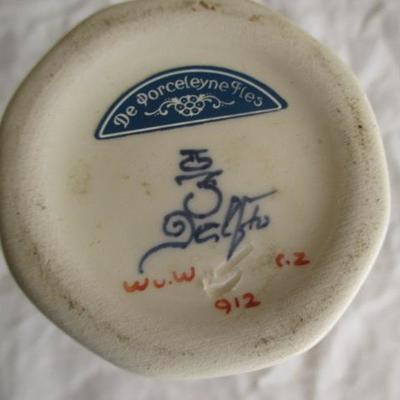 De Porceleyne Fles
Delft
W.v.W C.Z
912